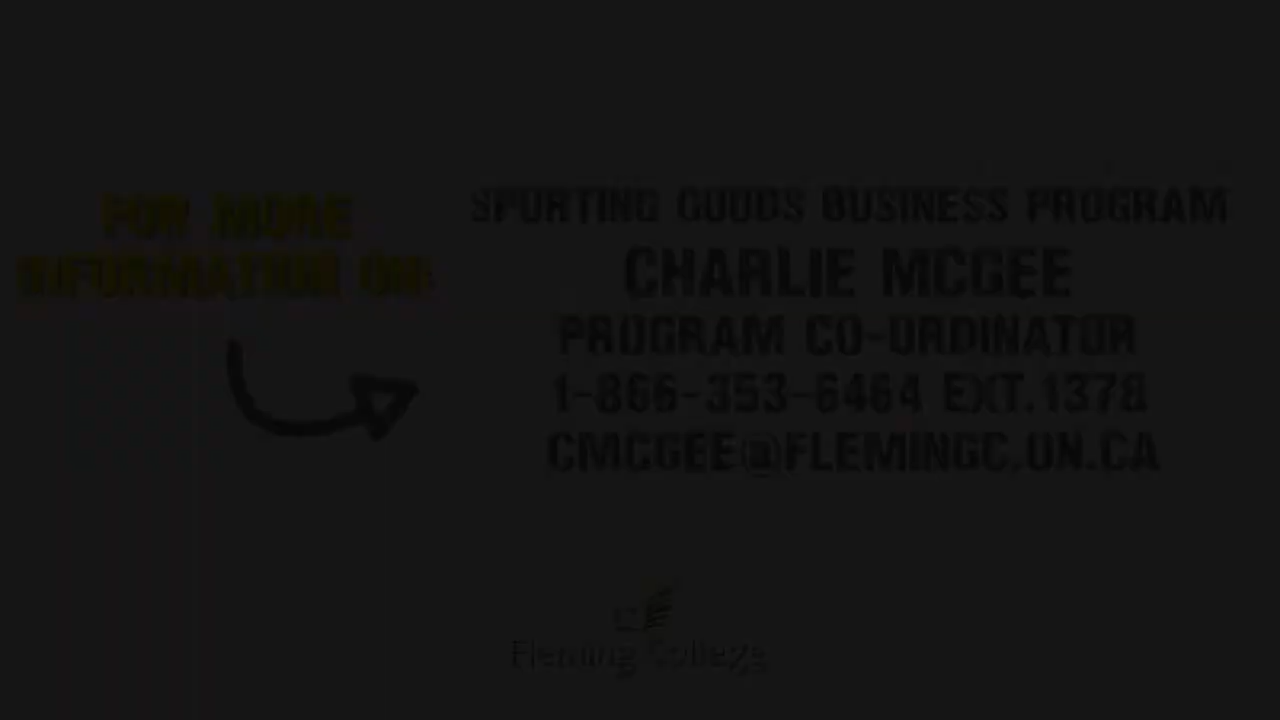 FOR MORE
INFORMATION ON:
SPORTING GOODS BUSINESS PROGRAM
CHARLIE MCGEE
PROGRAM CO-ORDINATOR
1-866-353-6464 EXT.1378
CMCGEE@FLEMINGC.ON.CA
Fleming College